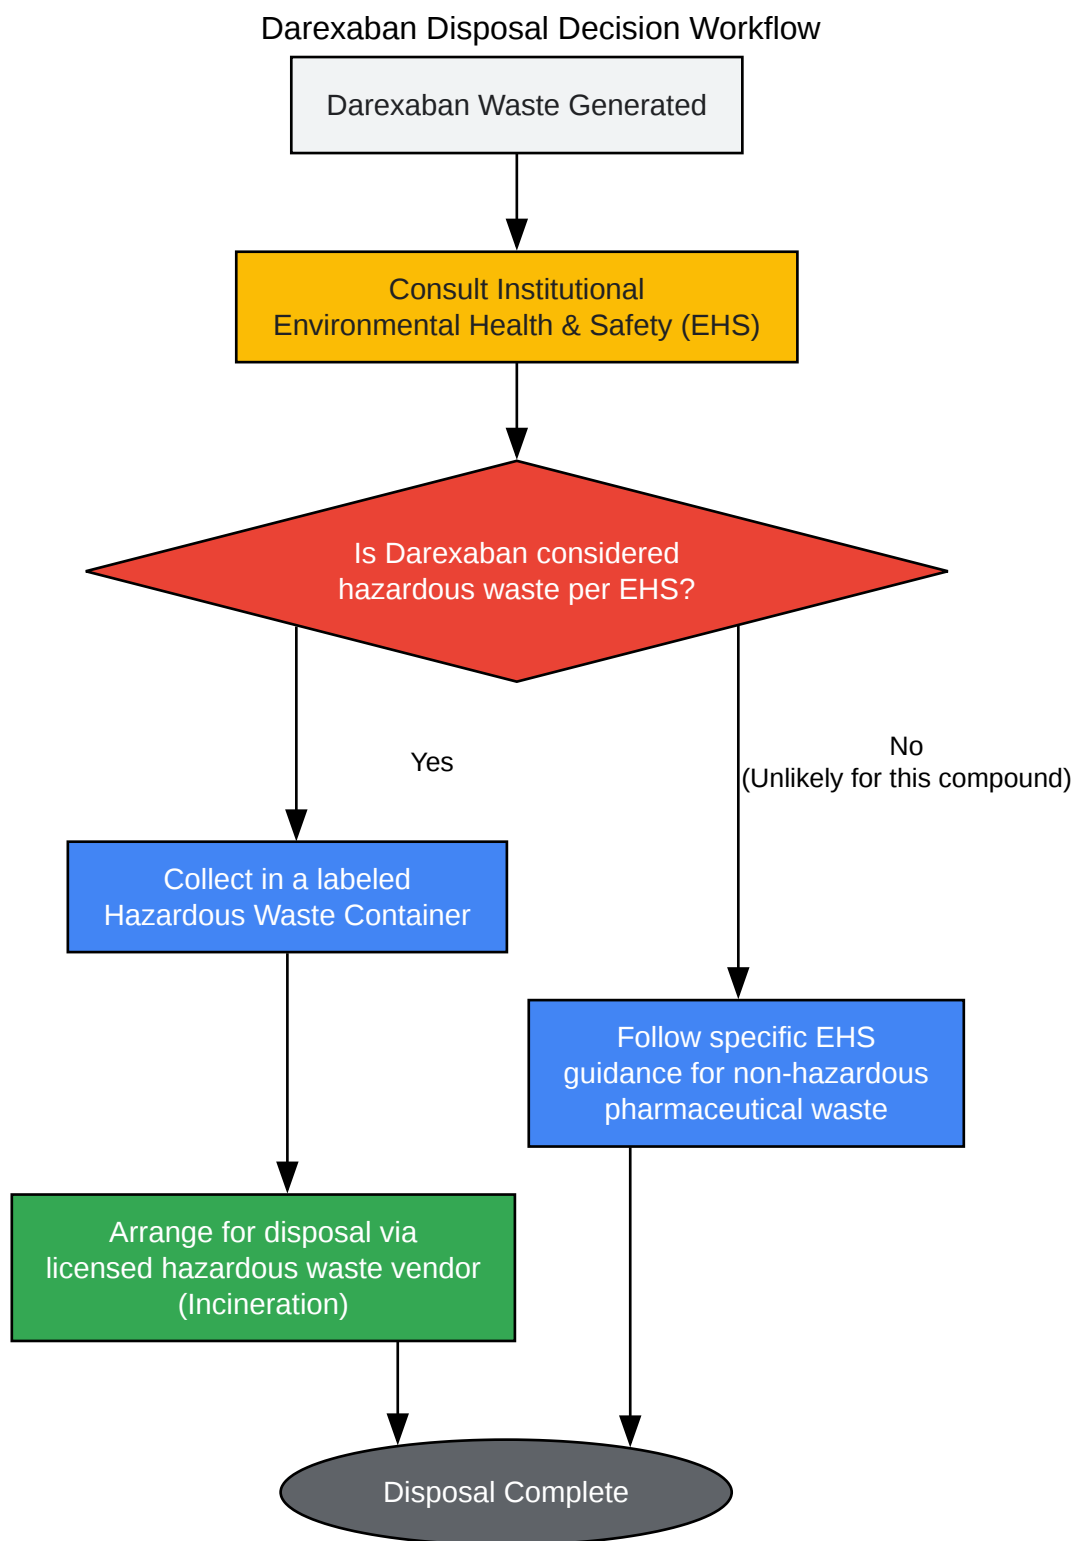 Darexaban Disposal Decision Workflow
Darexaban Waste Generated
Consult Institutional
Environmental Health & Safety (EHS)
Is Darexaban considered
hazardous waste per EHS?
Yes
No
(Unlikely for this compound)
Collect in a labeled
Hazardous Waste Container
Follow specific EHS
guidance for non-hazardous
pharmaceutical waste
Arrange for disposal via
licensed hazardous waste vendor
(Incineration)
Disposal Complete